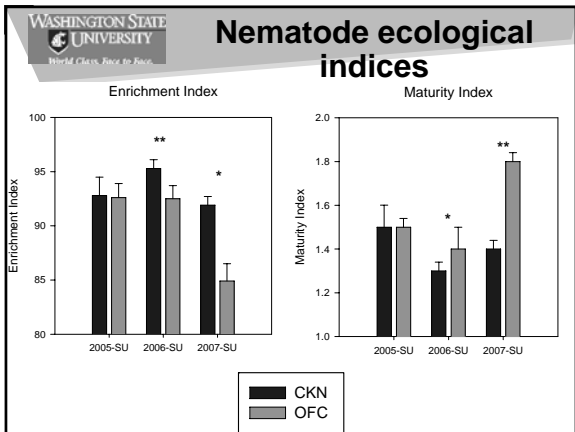 WASHINGTON STATE
UNIVERSITY
World Class. Face to Face.
Nematode ecological
indices
Enrichment Index
100
95
90
85
80
Enrichment Index
**
*
2005-SU 2006-SU 2007-SU
Maturity Index
2.0
1.8
1.6
1.4
1.2
1.0
Maturity Index
*
**
2005-SU 2006-SU 2007-SU
CKN
OFC